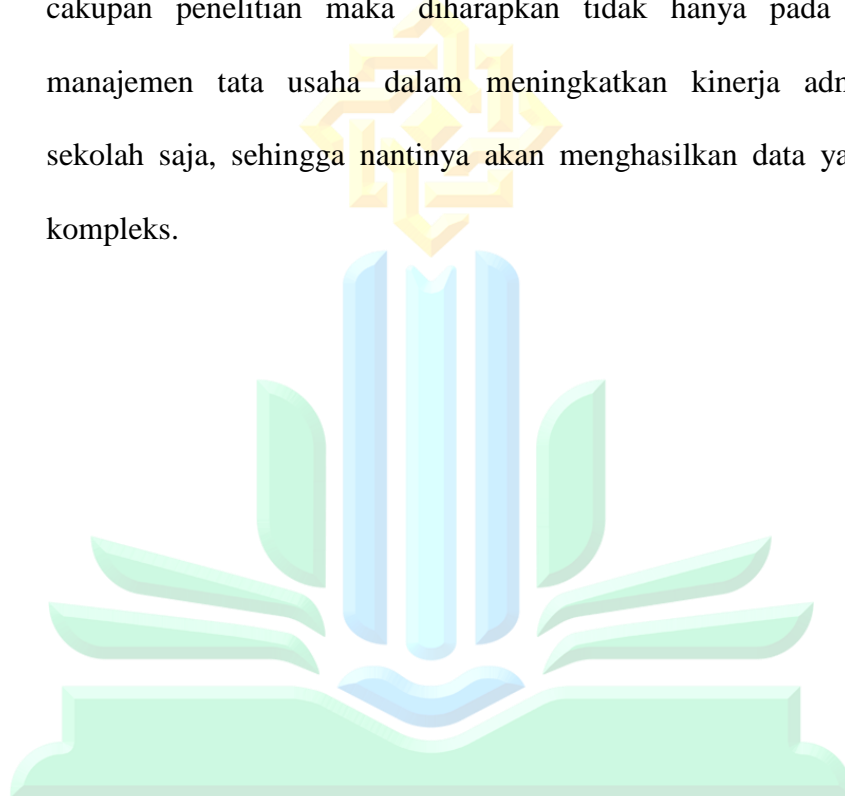 cakupan penelitian maka diharapkan tidak hanya pada
manajemen tata usaha dalam meningkatkan kinerja
sekolah saja, sehingga nantinya akan menghasilkan data
kompleks.